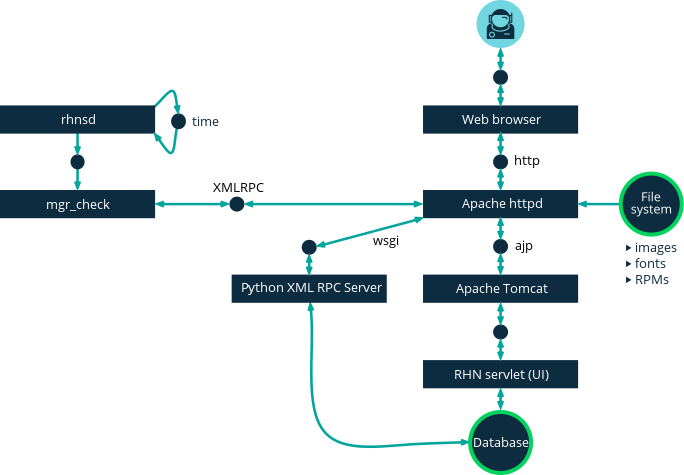 rhnsd
time
Web browser
http
mgr_check
XMLRPC
Apache httpd
File
system
images
fonts
RPMs
wsgi
ajp
Python XML RPC Server
Apache Tomcat
RHN servlet (UI)
Database